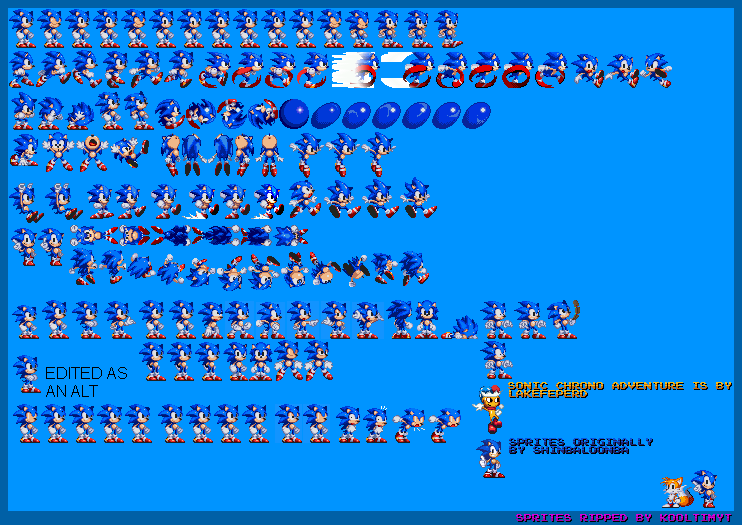 EDITED AS
AN ALT
SONIC CHRONO ADVENTURE IS BY
LAKEFEPERD
SPRITES ORIGINALLY
BY SHINBALOONBA
SPRITES RIPPED BY KOOLTIMYT